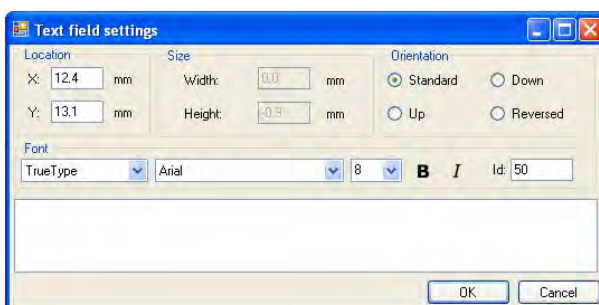 Text field settings
Location Size Orientation
X: 12.4 mm Width: 0.0 mm Standard Down
Y: 13.1 mm Height: -0.9 mm Up Reversed
Font
TrueType Arial 8 B I Id: 50
OK Cancel